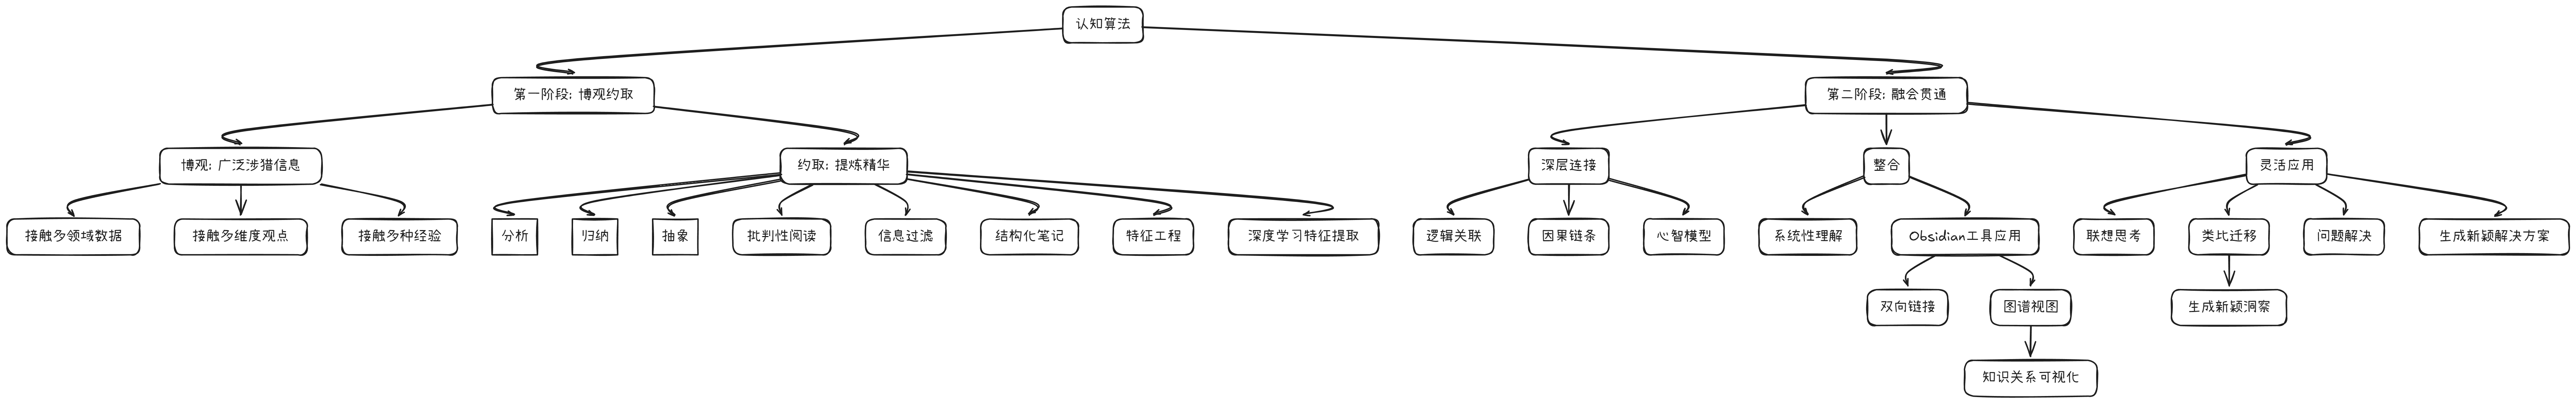 认知算法
第一阶段: 博观约取
第二阶段: 融会贯通
博观: 广泛涉猎信息
约取: 提炼精华
深层连接
整合
灵活应用
接触多领域数据
接触多维度观点
接触多种经验
分析
归纳
抽象
批判性阅读
信息过滤
结构化笔记
特征工程
深度学习特征提取
逻辑关联
因果链条
心智模型
系统性理解
Obsidian工具应用
联想思考
类比迁移
问题解决
生成新颖解决方案
双向链接
图谱视图
生成新颖洞察
知识关系可视化